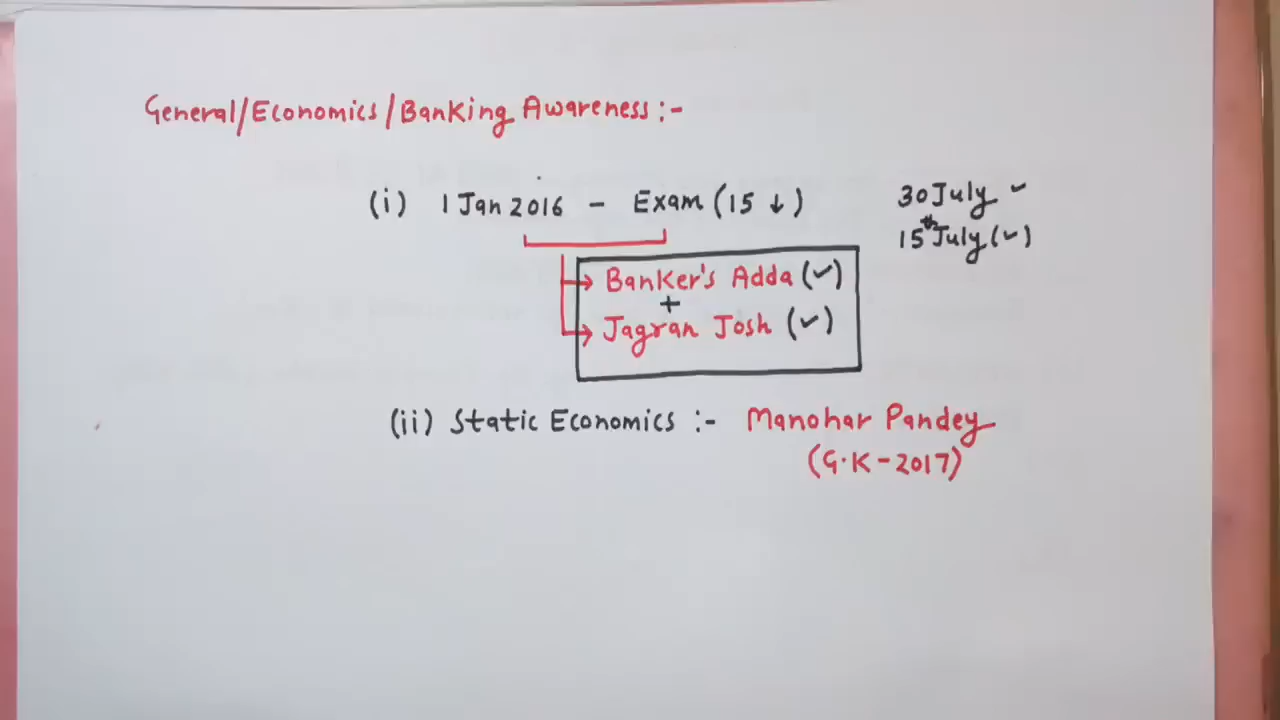 General/Economics/Banking Awareness :-
(i) 1 Jan 2016 - Exam (15 ↓)
30 July ✓
15th July (✓)
→ Banker's Adda (✓)
+
→ Jagran Josh (✓)
(ii) Static Economics :- Manohar Pandey
(G.K-2017)